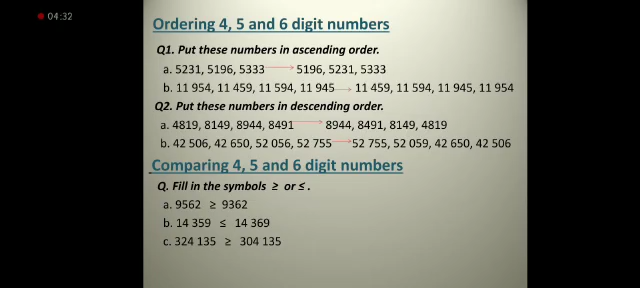 04:32
Ordering 4, 5 and 6 digit numbers
Q1. Put these numbers in ascending order.
a. 5231, 5196, 5333 → 5196, 5231, 5333
b. 11 954, 11 459, 11 594, 11 945 → 11 459, 11 594, 11 945, 11 954
Q2. Put these numbers in descending order.
a. 4819, 8149, 8944, 8491 → 8944, 8491, 8149, 4819
b. 42 506, 42 650, 52 056, 52 755 → 52 755, 52 059, 42 650, 42 506
Comparing 4, 5 and 6 digit numbers
Q. Fill in the symbols ≥ or ≤ .
a. 9562 ≥ 9362
b. 14 359 ≤ 14 369
c. 324 135 ≥ 304 135